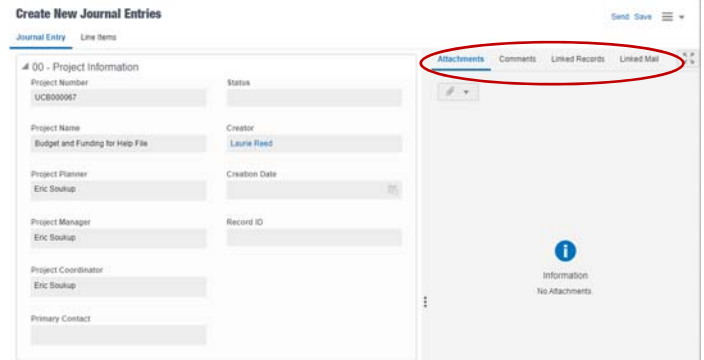 Create New Journal Entries
Send Save
Journal Entry Line Items
Attachments Comments Linked Records Linked Mail
00 - Project Information
Project Number Status
UCB000067
Project Name Creator
Budget and Funding for Help File Laurie Reed
Project Planner Creation Date
Eric Soukup
Project Manager Record ID
Eric Soukup
Project Coordinator
Eric Soukup
Primary Contact
Information
No Attachments.